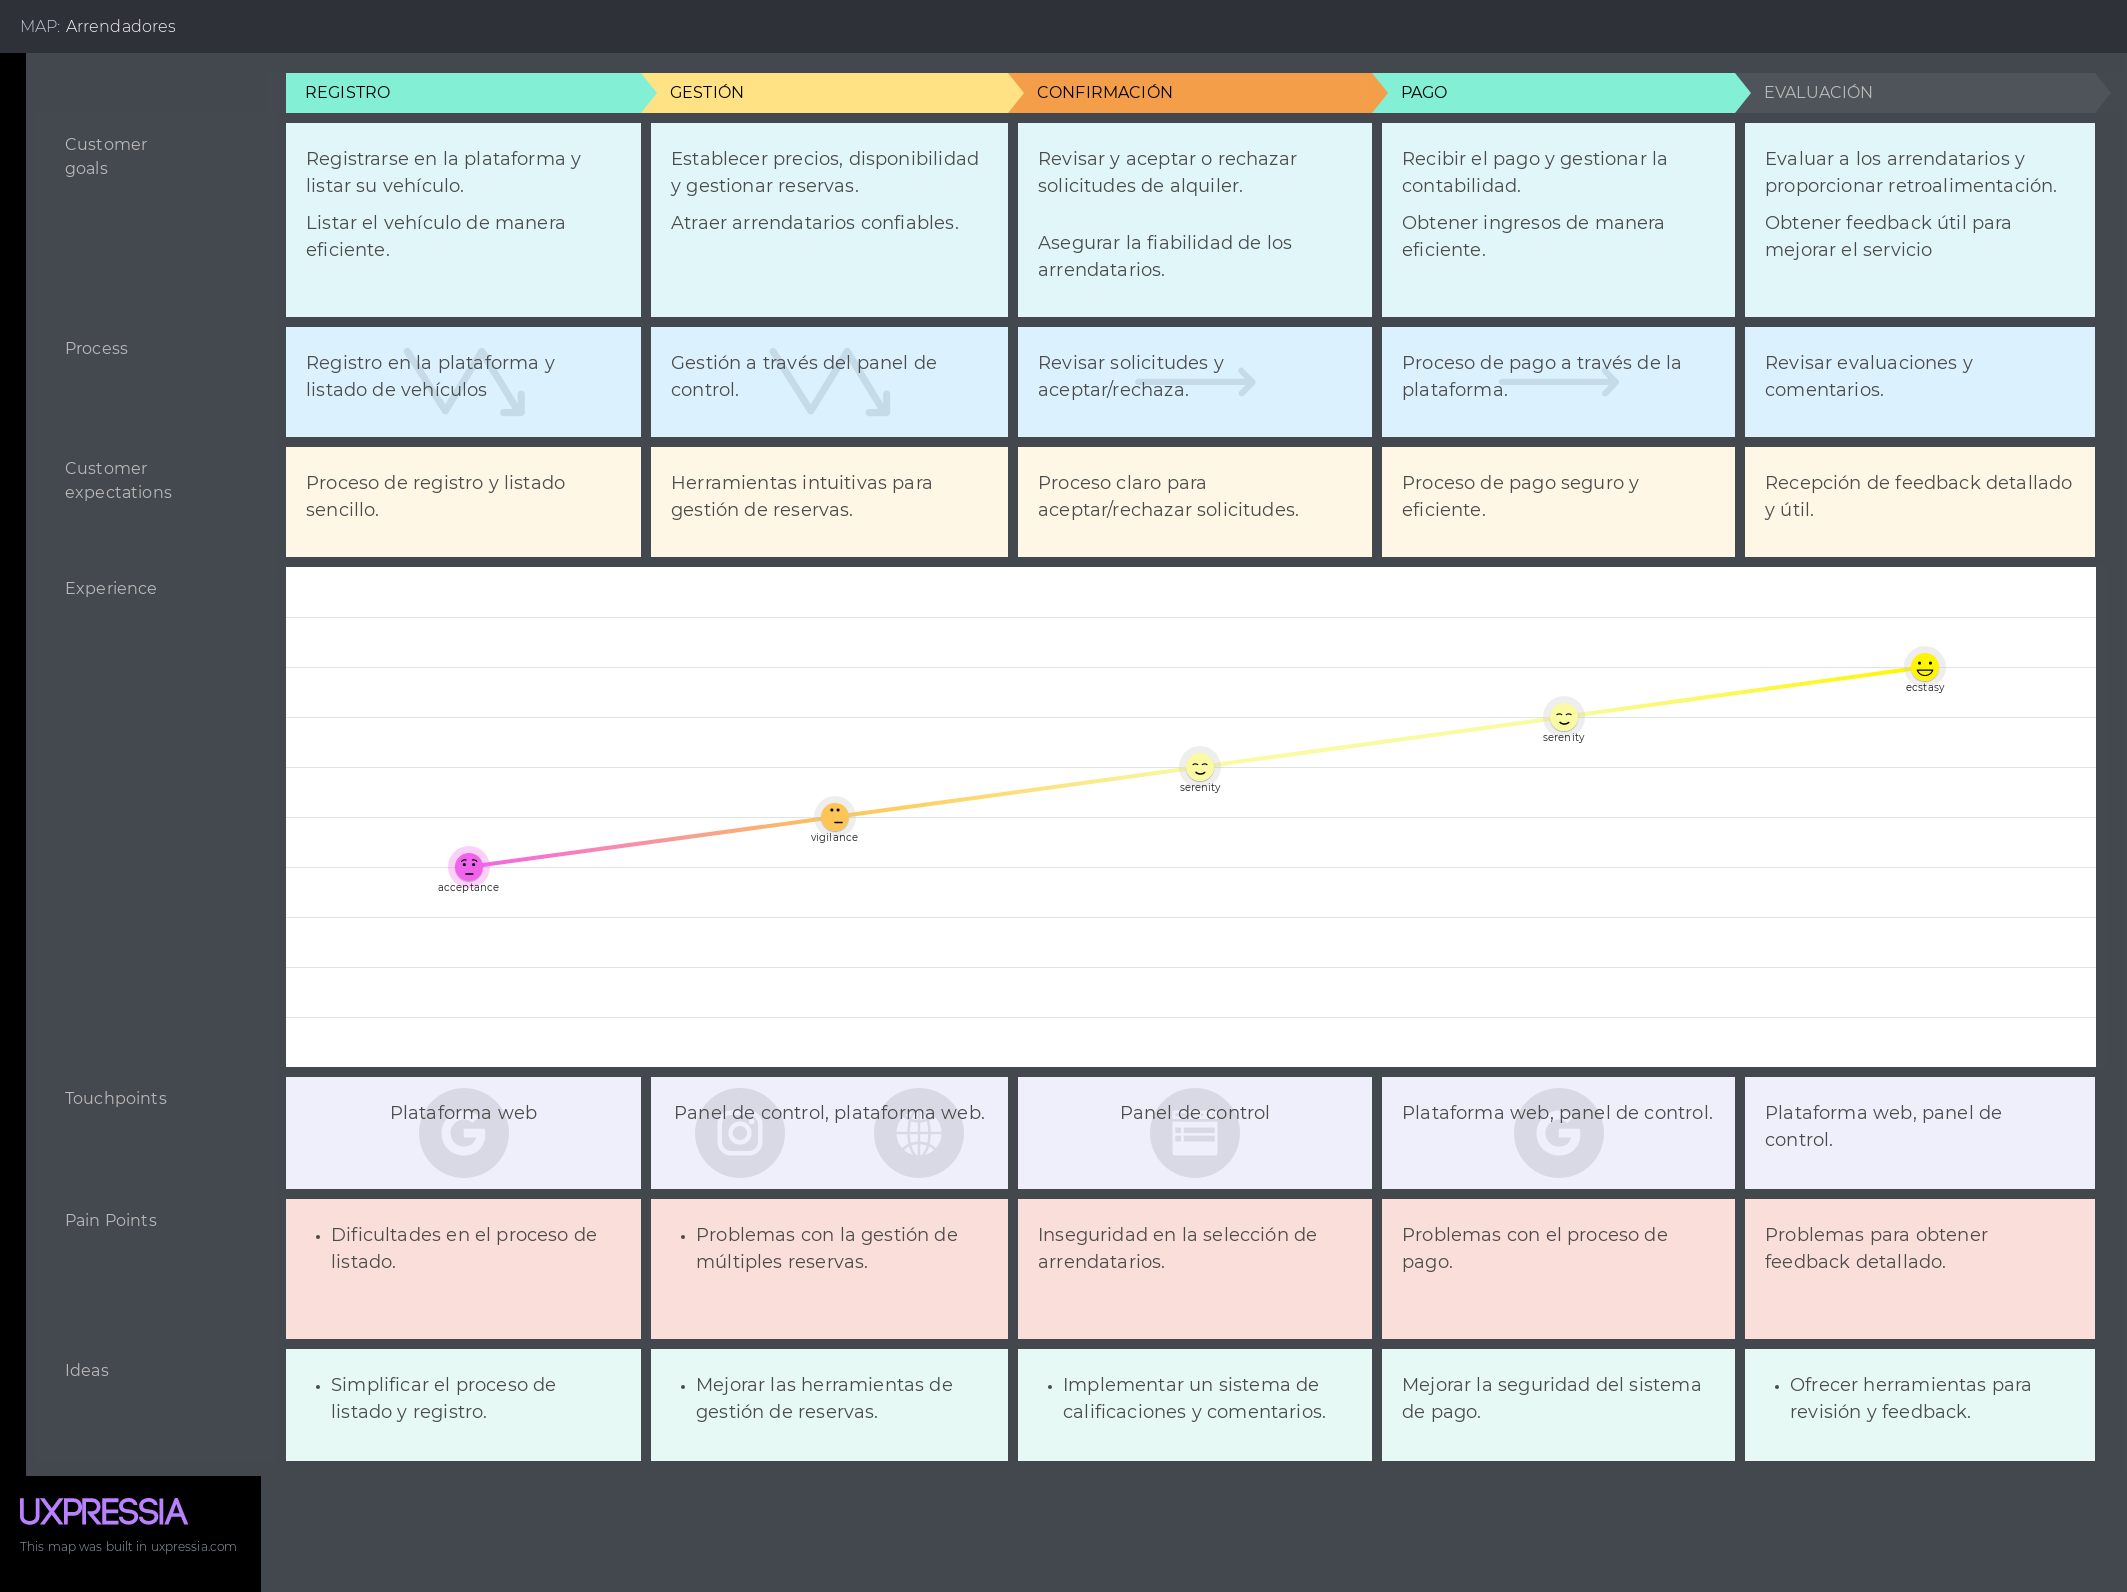 MAP: Arrendadores
REGISTRO
GESTIÓN
CONFIRMACIÓN
PAGO
EVALUACIÓN
Customer
goals
Registrarse en la plataforma y
listar su vehículo.
Listar el vehículo de manera
eficiente.
Establecer precios, disponibilidad
y gestionar reservas.
Atraer arrendatarios confiables.
Revisar y aceptar o rechazar
solicitudes de alquiler.
Asegurar la fiabilidad de los
arrendatarios.
Recibir el pago y gestionar la
contabilidad.
Obtener ingresos de manera
eficiente.
Evaluar a los arrendatarios y
proporcionar retroalimentación.
Obtener feedback útil para
mejorar el servicio
Process
Registro en la plataforma y
listado de vehículos
Gestión a través del panel de
control.
Revisar solicitudes y
aceptar/rechaza.
Proceso de pago a través de la
plataforma.
Revisar evaluaciones y
comentarios.
Customer
expectations
Proceso de registro y listado
sencillo.
Herramientas intuitivas para
gestión de reservas.
Proceso claro para
aceptar/rechazar solicitudes.
Proceso de pago seguro y
eficiente.
Recepción de feedback detallado
y útil.
Experience
acceptance
vigilance
serenity
serenity
ecstasy
Touchpoints
Plataforma web
Panel de control, plataforma web.
Panel de control
Plataforma web, panel de control.
Plataforma web, panel de
control.
Pain Points
• Dificultades en el proceso de
listado.
• Problemas con la gestión de
múltiples reservas.
Inseguridad en la selección de
arrendatarios.
Problemas con el proceso de
pago.
Problemas para obtener
feedback detallado.
Ideas
• Simplificar el proceso de
listado y registro.
• Mejorar las herramientas de
gestión de reservas.
• Implementar un sistema de
calificaciones y comentarios.
Mejorar la seguridad del sistema
de pago.
• Ofrecer herramientas para
revisión y feedback.
UXPRESSIA
This map was built in uxpressia.com